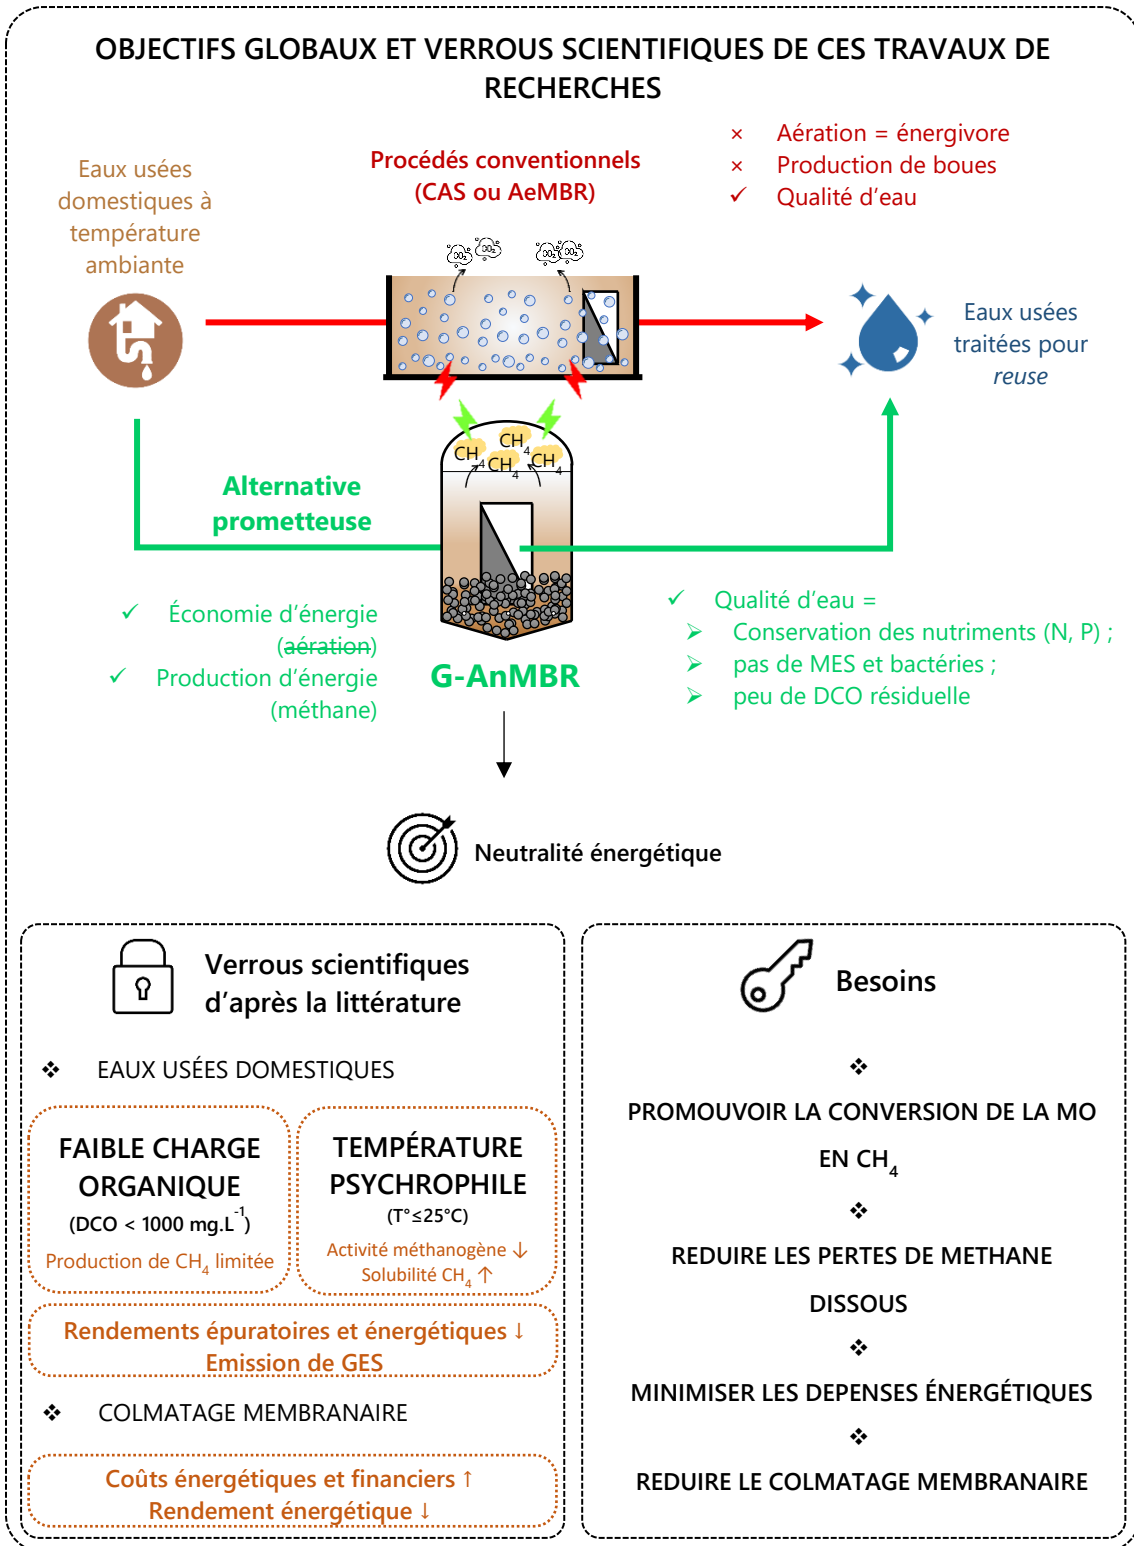 OBJECTIFS GLOBAUX ET VERROUS SCIENTIFIQUES DE CES TRAVAUX DE
RECHERCHES
Eaux usées
domestiques à
température
ambiante
Procédés conventionnels
(CAS ou AeMBR)
× Aération = énergivore
× Production de boues
✓ Qualité d'eau
CO₂ CO₂ CO₂ CO₂
Eaux usées
traitées pour
reuse
CH₄ CH₄ CH₄ CH₄
Alternative
prometteuse
✓ Économie d'énergie
(aération)
✓ Production d'énergie
(méthane)
G-AnMBR
✓ Qualité d'eau =
➢ Conservation des nutriments (N, P) ;
➢ pas de MES et bactéries ;
➢ peu de DCO résiduelle
Neutralité énergétique
Verrous scientifiques
d'après la littérature
❖ EAUX USÉES DOMESTIQUES
FAIBLE CHARGE
ORGANIQUE
(DCO < 1000 mg.L⁻¹)
Production de CH₄ limitée
TEMPÉRATURE
PSYCHROPHILE
(T°≤25°C)
Activité méthanogène ↓
Solubilité CH₄ ↑
Rendements épuratoires et énergétiques ↓
Emission de GES
❖ COLMATAGE MEMBRANAIRE
Coûts énergétiques et financiers ↑
Rendement énergétique ↓
Besoins
❖
PROMOUVOIR LA CONVERSION DE LA MO
EN CH₄
❖
REDUIRE LES PERTES DE METHANE
DISSOUS
❖
MINIMISER LES DEPENSES ÉNERGÉTIQUES
❖
REDUIRE LE COLMATAGE MEMBRANAIRE